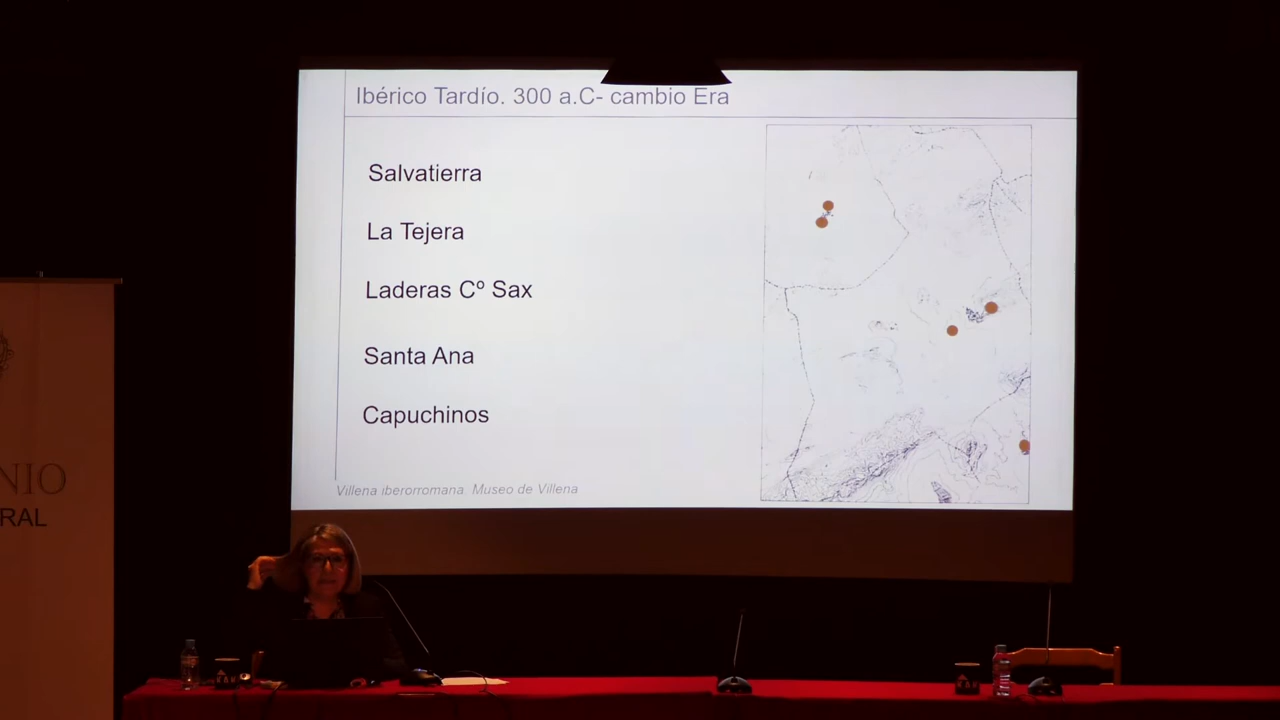 Ibérico Tardío. 300 a.C- cambio Era
Salvatierra
La Tejera
Laderas Cº Sax
Santa Ana
Capuchinos
Villena iberorromana. Museo de Villena
NIO
RAL